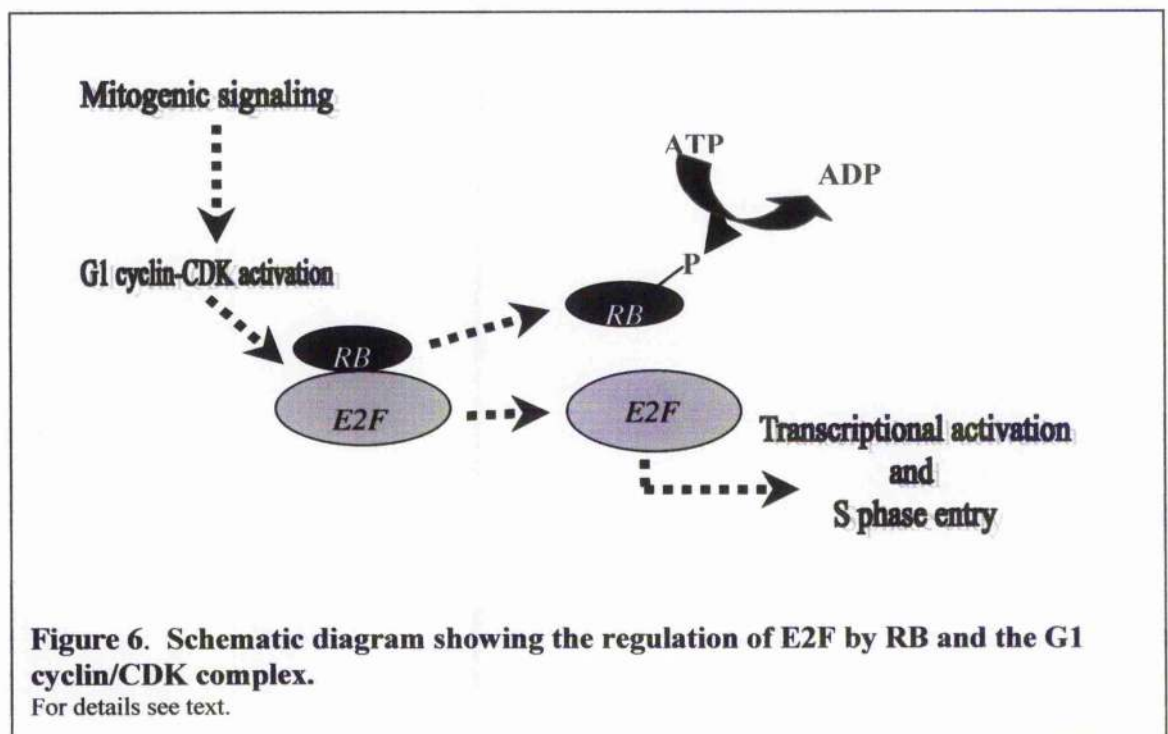 Mitogenic signaling
ATP
ADP
G1 cyclin-CDK activation
P
RB
RB
E2F
E2F
Transcriptional activation
and
S phase entry
Figure 6. Schematic diagram showing the regulation of E2F by RB and the G1
cyclin/CDK complex.
For details see text.